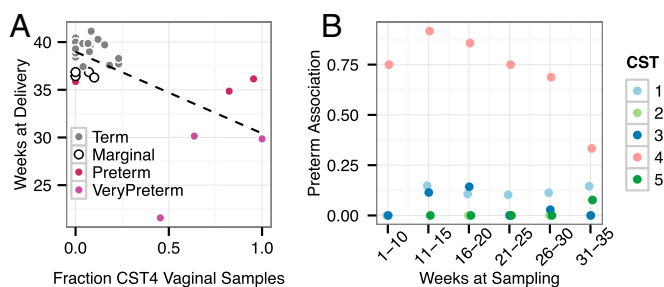 A
Weeks at Delivery
40
35
30
25
Term
Marginal
Preterm
VeryPreterm
0.0
0.5
1.0
Fraction CST4 Vaginal Samples
B
Preterm Association
0.75
0.50
0.25
0.00
1–10
11–15
16–20
21–25
26–30
31–35
Weeks at Sampling
CST
1
2
3
4
5